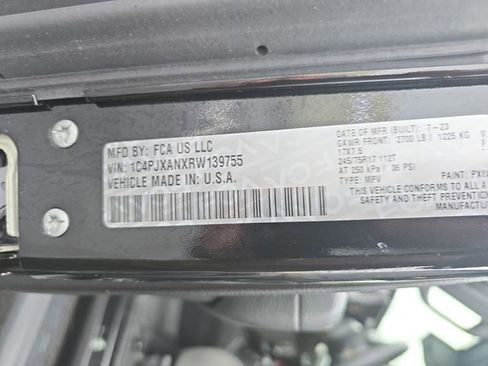 MFD BY: FCA US LLC
VIN: 1C4PJXANXRW139755
VEHICLE MADE IN: U.S.A.
DATE OF MFR (BUILT): 7-23
GAWR FRONT: 2700 LB / 1225 KG
17X7.5
245/75R17 112T
AT 250 kPa / 36 PSI
TYPE: MPV
PAINT:
THIS VEHICLE CONFORMS TO ALL
SAFETY AND THEFT PREVENTION